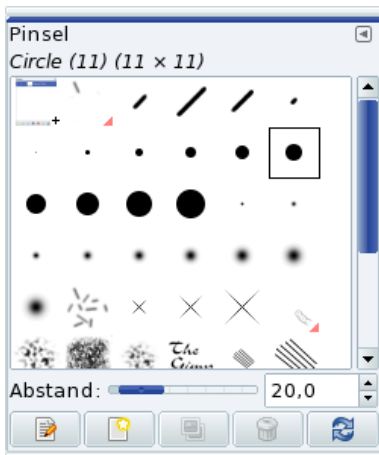 Pinsel
Circle (11) (11 × 11)
The
Gimp
Abstand: 20,0